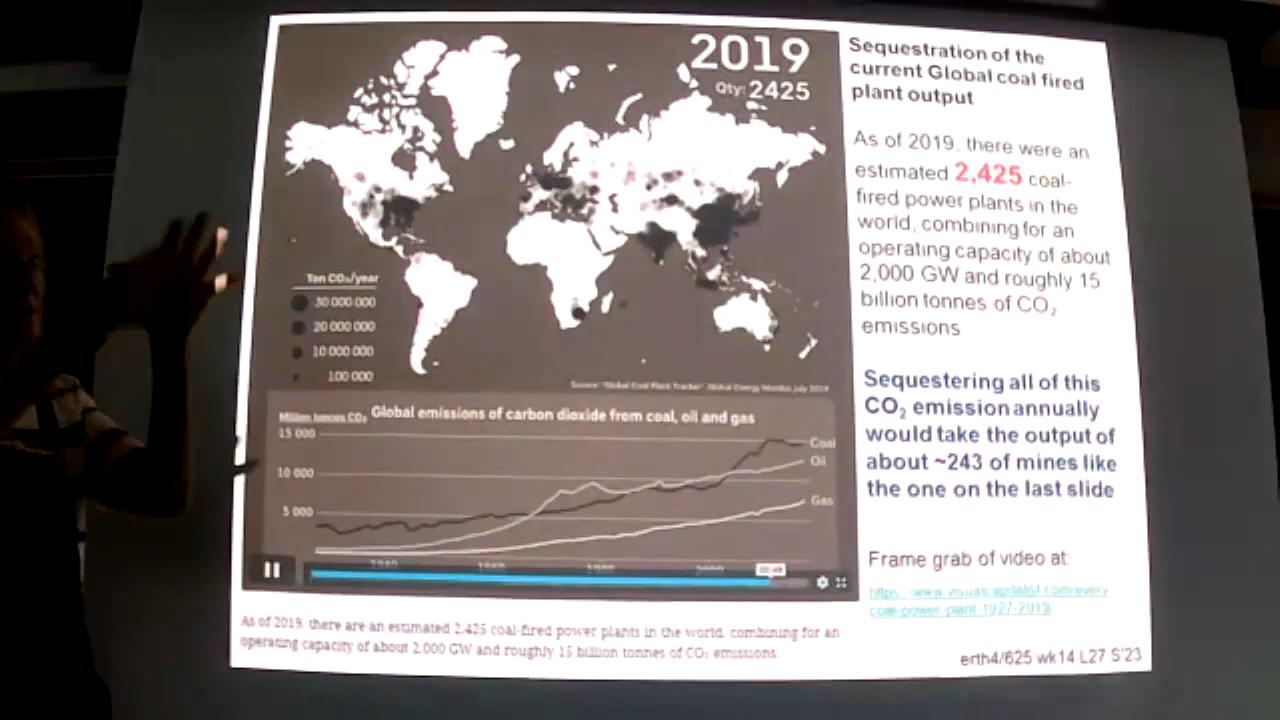 2019
Qty: 2425
Ton CO₂/year
30 000 000
20 000 000
10 000 000
100 000
Source: "Global Coal Plant Tracker", Global Energy Monitor, July 2019
Global emissions of carbon dioxide from coal, oil and gas
Million tonnes CO₂
15 000
10 000
5 000
Coal
Oil
Gas
1940
1960
1980
2000
As of 2019, there are an estimated 2,425 coal-fired power plants in the world, combining for an
operating capacity of about 2,000 GW and roughly 15 billion tonnes of CO₂ emissions.
Sequestration of the
current Global coal fired
plant output
As of 2019, there were an
estimated 2,425 coal-
fired power plants in the
world, combining for an
operating capacity of about
2,000 GW and roughly 15
billion tonnes of CO₂
emissions
Sequestering all of this
CO₂ emission annually
would take the output of
about ~243 of mines like
the one on the last slide
Frame grab of video at:
https://www.visualcapitalist.com/every
coal-power-plant-1927-2019/
erth4/625 wk14 L27 S'23